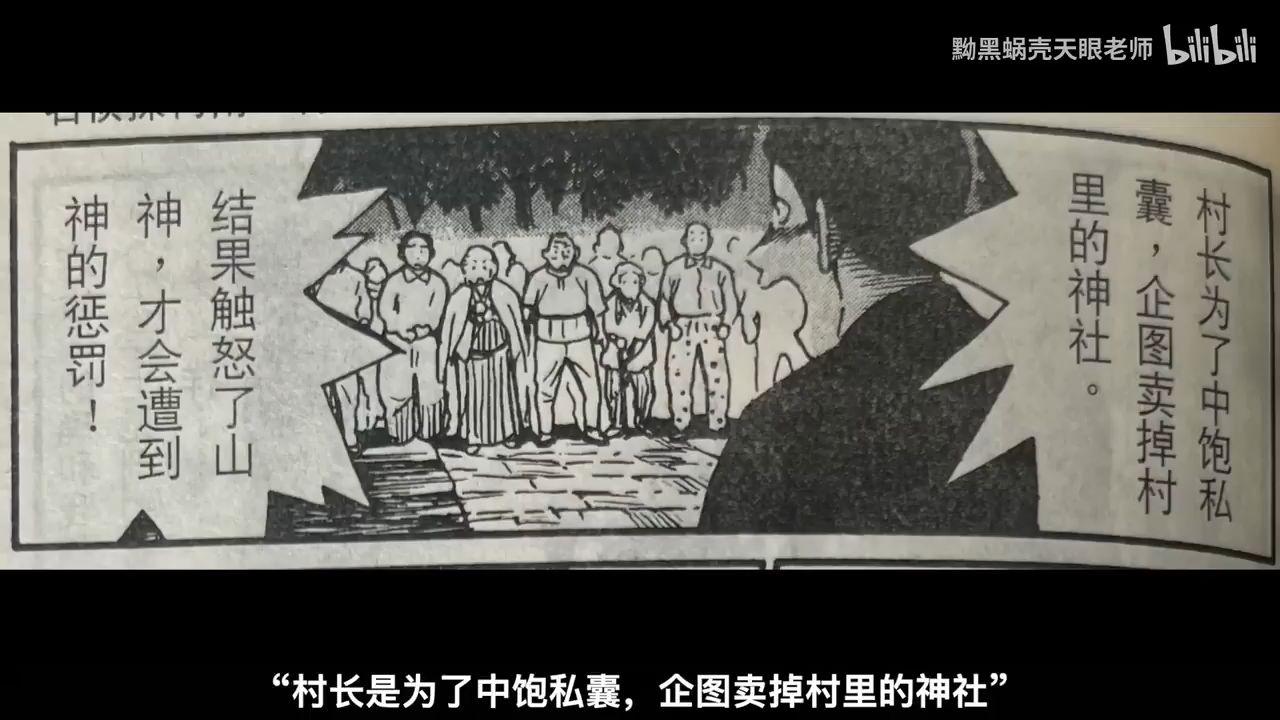 黝黑蜗壳天眼老师 bilibili
村长为了中饱私
囊，企图卖掉村
里的神社。
结果触怒了山
神，才会遭到
神的惩罚！
“村长是为了中饱私囊，企图卖掉村里的神社”